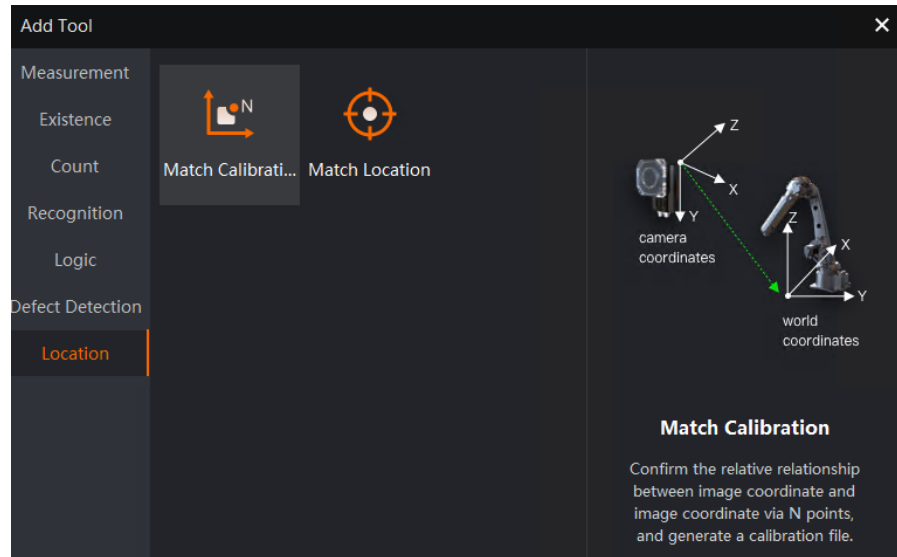 Add Tool
Measurement
Existence
Count
Recognition
Logic
Defect Detection
Location
N
Match Calibrati...
Match Location
Z
X
Y
camera
coordinates
Z
X
Y
world
coordinates
Match Calibration
Confirm the relative relationship
between image coordinate and
image coordinate via N points,
and generate a calibration file.